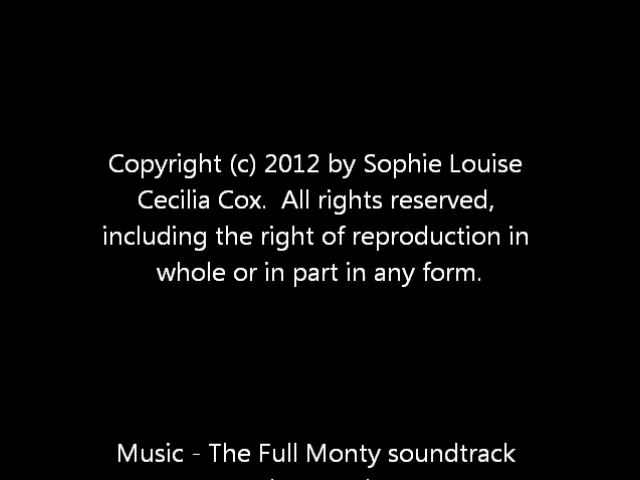 Copyright (c) 2012 by Sophie Louise
Cecilia Cox.  All rights reserved,
including the right of reproduction in
whole or in part in any form.
Music - The Full Monty soundtrack